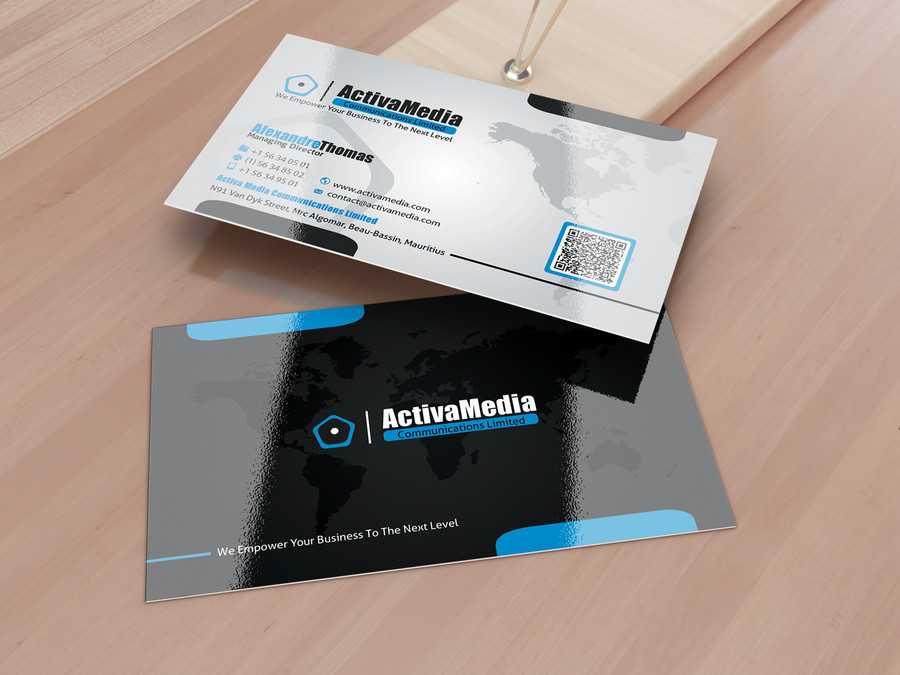 ActivaMedia
Communications Limited
We Empower Your Business To The Next Level
AlexandreThomas
Managing Director
+1 56 34 05 01
(1) 56 34 85 02
+1 56 34 95 01
www.activamedia.com
contact@activamedia.com
Activa Media Communications Limited
N91 Van Dyk Street, Mrc Algomar, Beau-Bassin, Mauritius
ActivaMedia
Communications Limited
We Empower Your Business To The Next Level